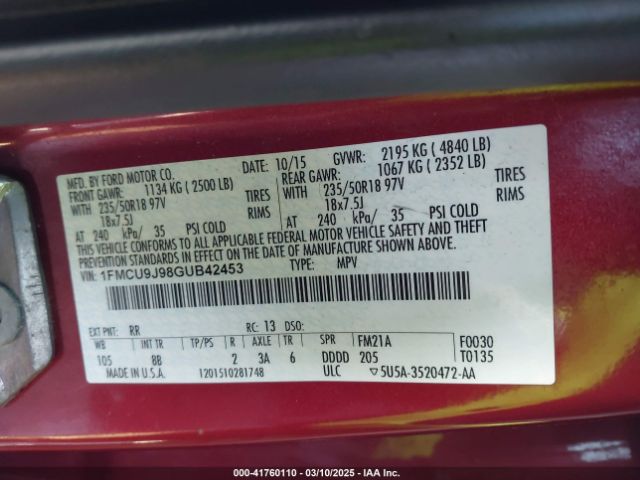 MFD. BY FORD MOTOR CO. DATE: 10/15 GVWR: 2195 KG ( 4840 LB)
FRONT GAWR: 1134 KG ( 2500 LB) REAR GAWR: 1067 KG ( 2352 LB)
WITH 235/50R18 97V TIRES WITH 235/50R18 97V TIRES
18x7.5J RIMS 18x7.5J RIMS
AT 240 kPa/ 35 PSI COLD AT 240 kPa/ 35 PSI COLD
THIS VEHICLE CONFORMS TO ALL APPLICABLE FEDERAL MOTOR VEHICLE SAFETY AND THEFT
PREVENTION STANDARDS IN EFFECT ON THE DATE OF MANUFACTURE SHOWN ABOVE.
VIN: 1FMCU9J98GUB42453 TYPE: MPV
EXT PNT: RR RC: 13 DSO:
WB INT TR TP/PS R AXLE TR SPR FM21A F0030
105 8B 2 3A 6 DDDD 205 T0135
MADE IN U.S.A. 1201510281748 ULC ▽5U5A-3520472-AA
000-41760110 - 03/10/2025 - IAA Inc.